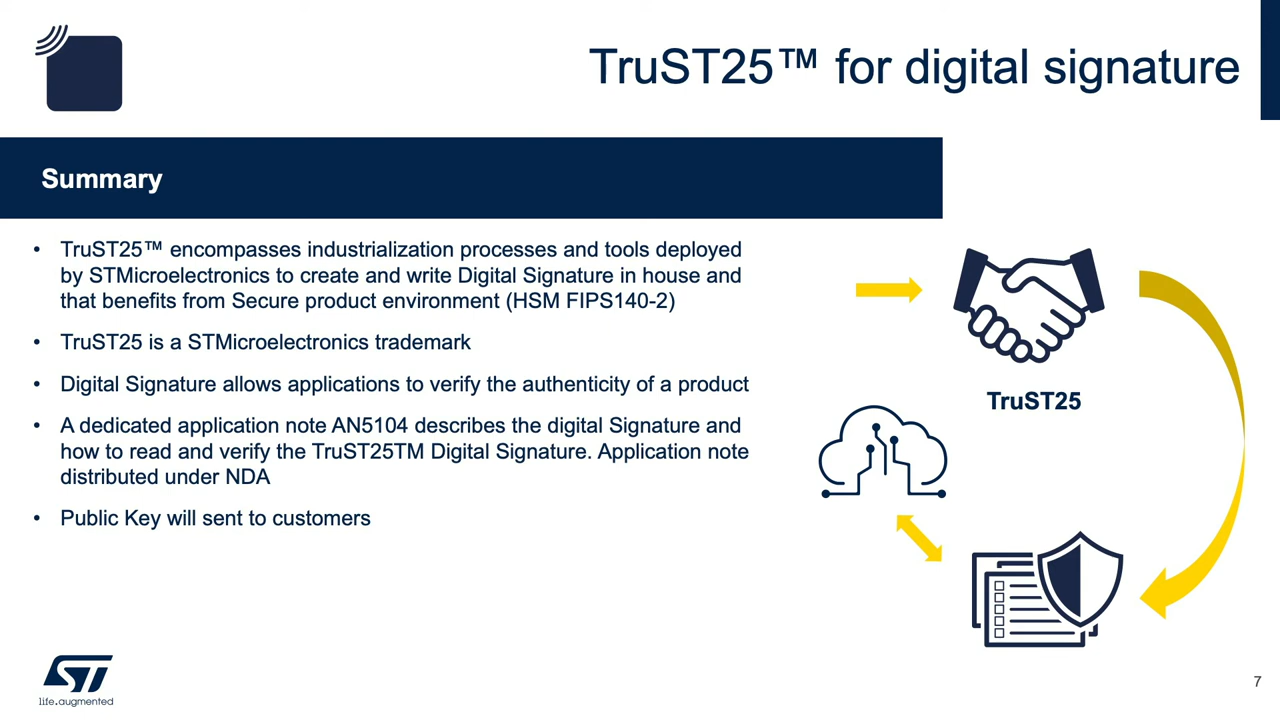 TruST25™ for digital signature
Summary
• TruST25™ encompasses industrialization processes and tools deployed
by STMicroelectronics to create and write Digital Signature in house and
that benefits from Secure product environment (HSM FIPS140-2)
• TruST25 is a STMicroelectronics trademark
• Digital Signature allows applications to verify the authenticity of a product
• A dedicated application note AN5104 describes the digital Signature and
how to read and verify the TruST25TM Digital Signature. Application note
distributed under NDA
• Public Key will sent to customers
TruST25
ST
life.augmented
7